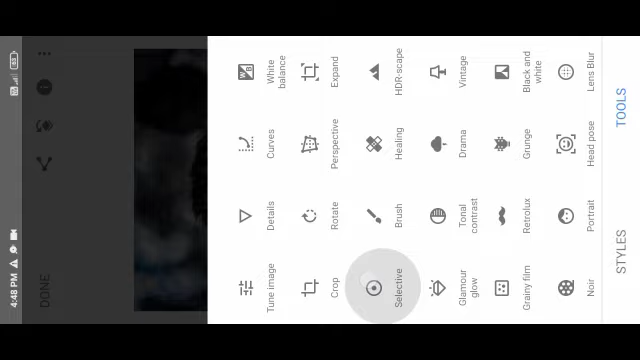 4:48 PM
DONE
Tune image
Details
Curves
White
balance
Crop
Rotate
Perspective
Expand
Selective
Brush
Healing
HDR-scape
Glamour
glow
Tonal
contrast
Drama
Vintage
Grainy film
Retrolux
Grunge
Black and
white
Noir
Portrait
Head pose
Lens Blur
STYLES
TOOLS